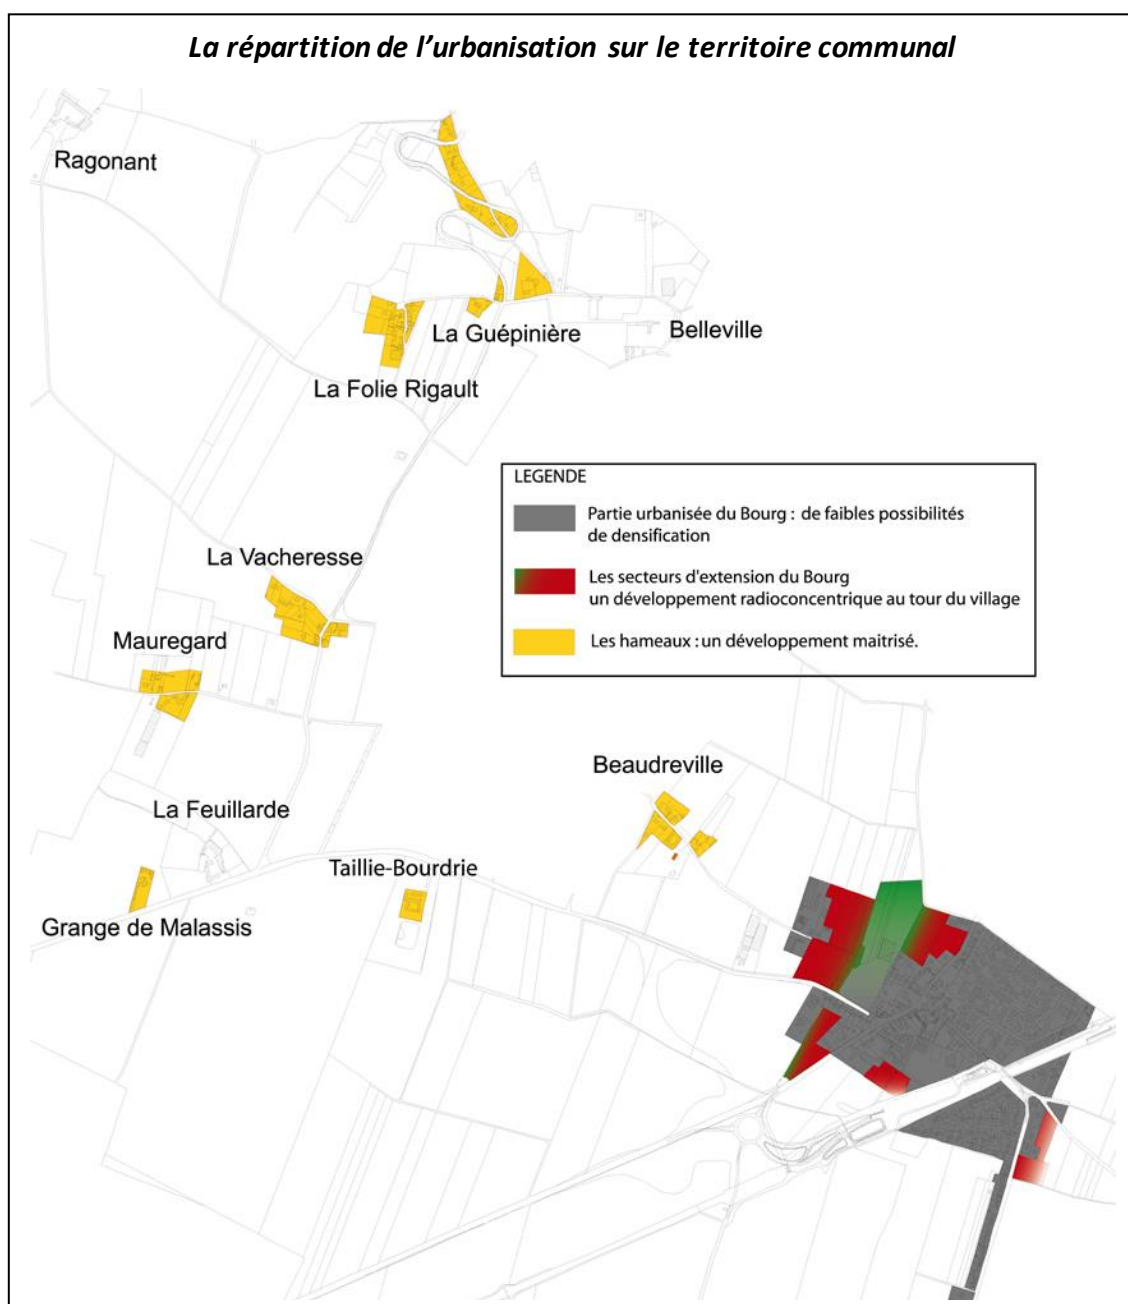 La répartition de l’urbanisation sur le territoire communal
Ragonant
La Guépinière
Belleville
La Folie Rigault
LEGENDE
Partie urbanisée du Bourg : de faibles possibilités
de densification
La Vacheresse
Les secteurs d'extension du Bourg
un développement radioconcentrique au tour du village
Mauregard
Les hameaux : un développement maitrisé.
Beaudreville
La Feuillarde
Taillie-Bourdrie
Grange de Malassis